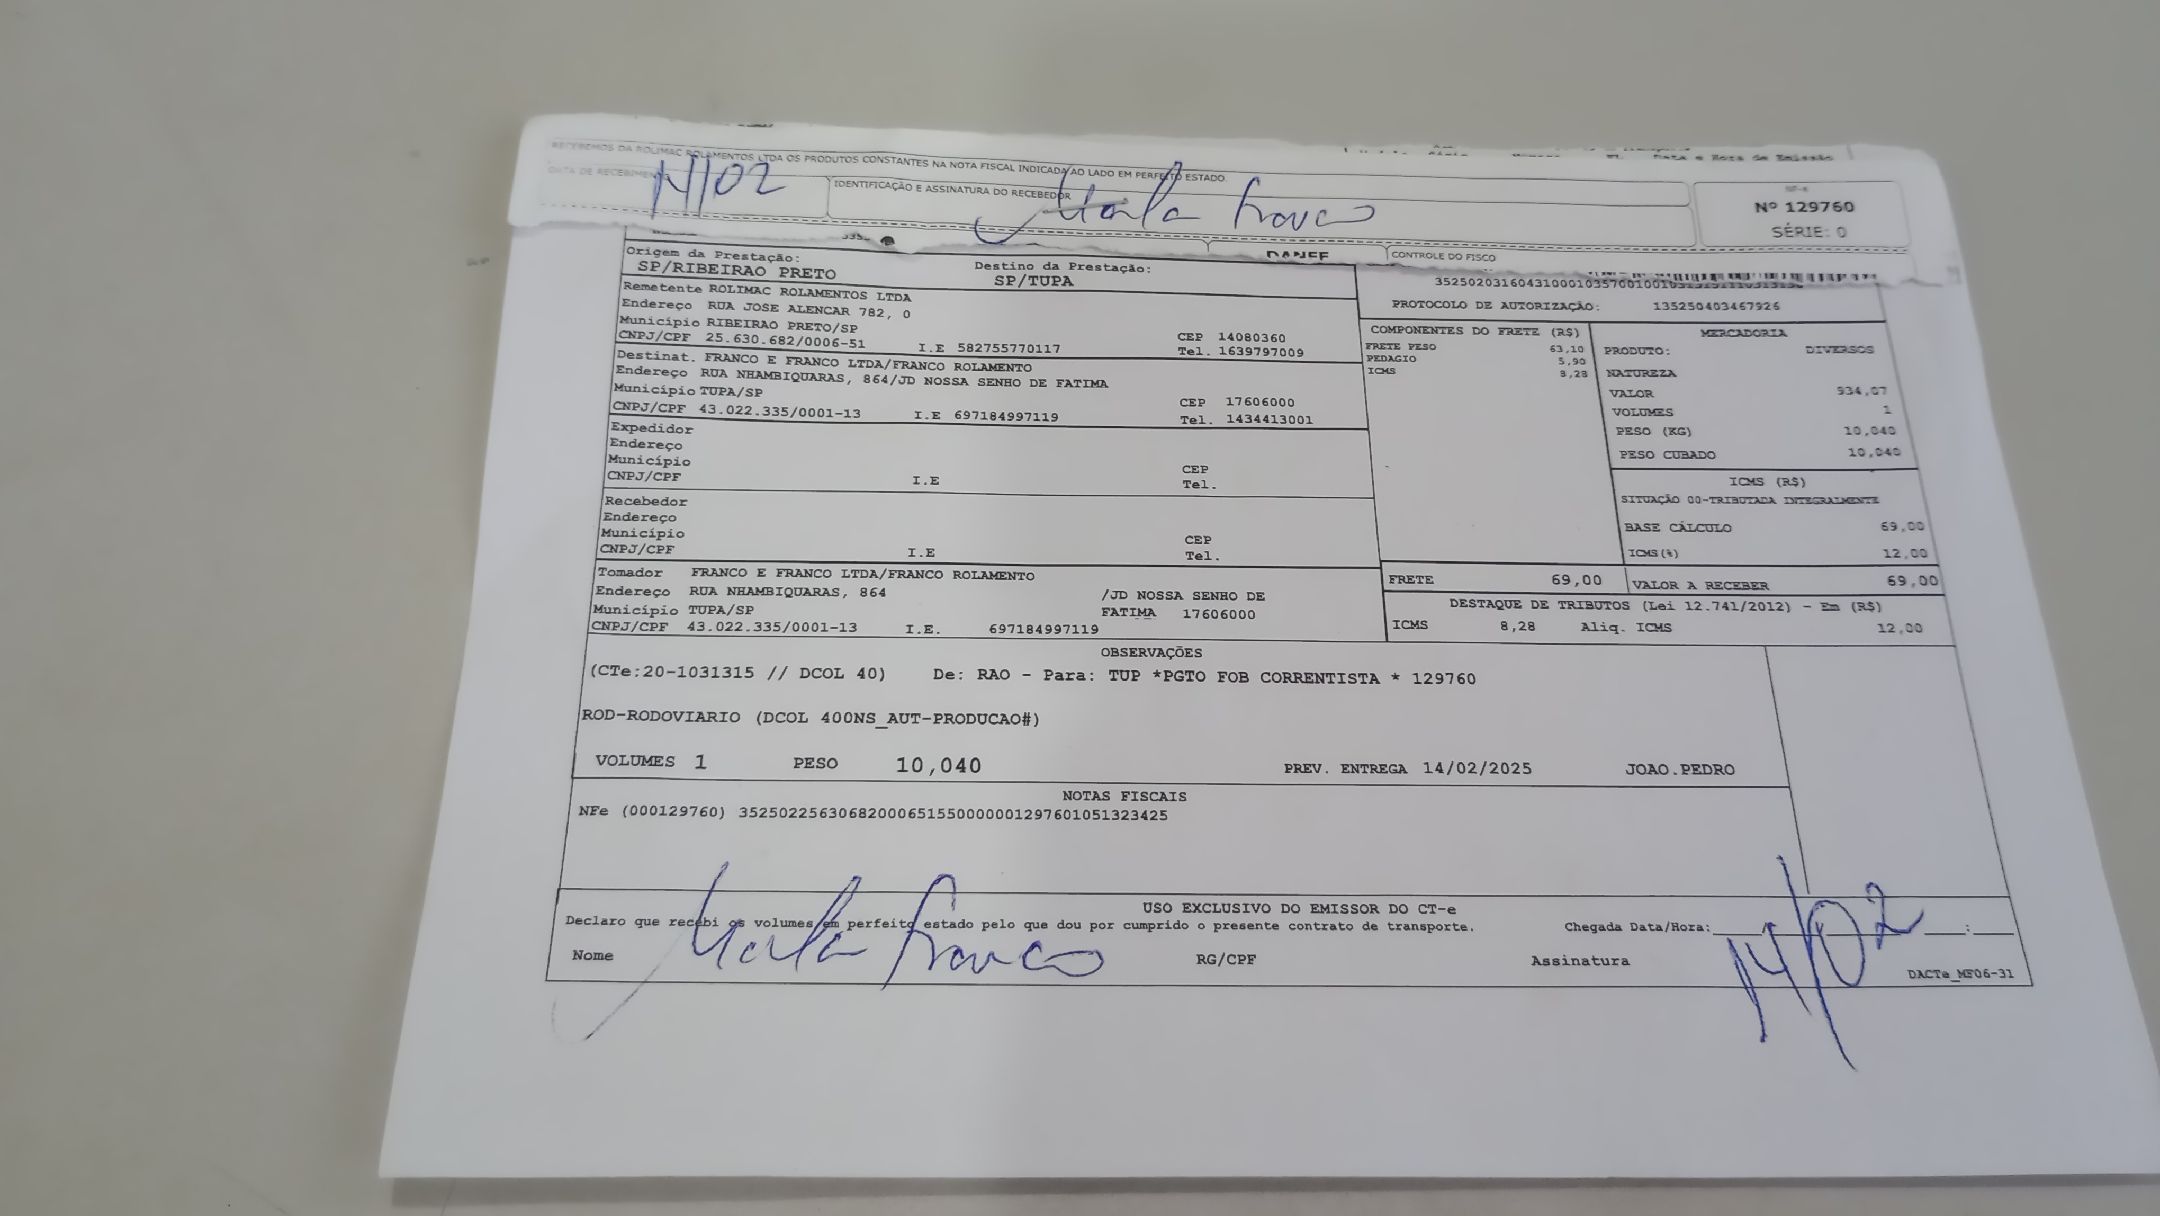 RECEBEMOS DA ROLIMAC ROLAMENTOS LTDA OS PRODUTOS CONSTANTES NA NOTA FISCAL INDICADA AO LADO EM PERFEITO ESTADO.
DATA DE RECEBIMENTO
14/02
IDENTIFICAÇÃO E ASSINATURA DO RECEBEDOR
Franco
NF-e
Nº 129760
SÉRIE: 0
Data e Hora de Emissão
DANFE
CONTROLE DO FISCO
Origem da Prestação:
SP/RIBEIRAO PRETO
Destino da Prestação:
SP/TUPA
PROTOCOLO DE AUTORIZAÇÃO: 135250403467926
Remetente ROLIMAC ROLAMENTOS LTDA
Endereço RUA JOSE ALENCAR 782, 0
Município RIBEIRAO PRETO/SP CEP 14080360
CNPJ/CPF 25.630.682/0006-51 I.E 582755770117 Tel. 1639797009
Destinat. FRANCO E FRANCO LTDA/FRANCO ROLAMENTO
Endereço RUA NHAMBIQUARAS, 864/JD NOSSA SENHO DE FATIMA
Município TUPA/SP CEP 17606000
CNPJ/CPF 43.022.335/0001-13 I.E 697184997119 Tel. 1434413001
Expedidor
Endereço
Município CEP
CNPJ/CPF I.E Tel.
Recebedor
Endereço
Município CEP
CNPJ/CPF I.E Tel.
Tomador FRANCO E FRANCO LTDA/FRANCO ROLAMENTO
Endereço RUA NHAMBIQUARAS, 864 /JD NOSSA SENHO DE
Município TUPA/SP FATIMA 17606000
CNPJ/CPF 43.022.335/0001-13 I.E. 697184997119
COMPONENTES DO FRETE (R$)
FRETE PESO 63,10
PEDAGIO 5,90
ICMS 8,28
MERCADORIA
PRODUTO: DIVERSOS
NATUREZA
VALOR 934,07
VOLUMES 1
PESO (KG) 10,040
PESO CUBADO 10,040
ICMS (R$)
SITUAÇÃO 00-TRIBUTADA INTEGRALMENTE
BASE CÁLCULO 69,00
ICMS(%) 12,00
FRETE 69,00 VALOR A RECEBER 69,00
DESTAQUE DE TRIBUTOS (Lei 12.741/2012) - Em (R$)
ICMS 8,28 Aliq. ICMS 12,00
OBSERVAÇÕES
(CTe:20-1031315 // DCOL 40) De: RAO - Para: TUP *PGTO FOB CORRENTISTA * 129760
ROD-RODOVIARIO (DCOL 400NS_AUT-PRODUCAO#)
VOLUMES 1 PESO 10,040 PREV. ENTREGA 14/02/2025 JOAO.PEDRO
NOTAS FISCAIS
NFe (000129760) 35250225630682000651550000001297601051323425
USO EXCLUSIVO DO EMISSOR DO CT-e
Declaro que recebi os volumes em perfeito estado pelo que dou por cumprido o presente contrato de transporte. Chegada Data/Hora: 14/02
Nome Franco RG/CPF Assinatura
DACTe_MF06-31